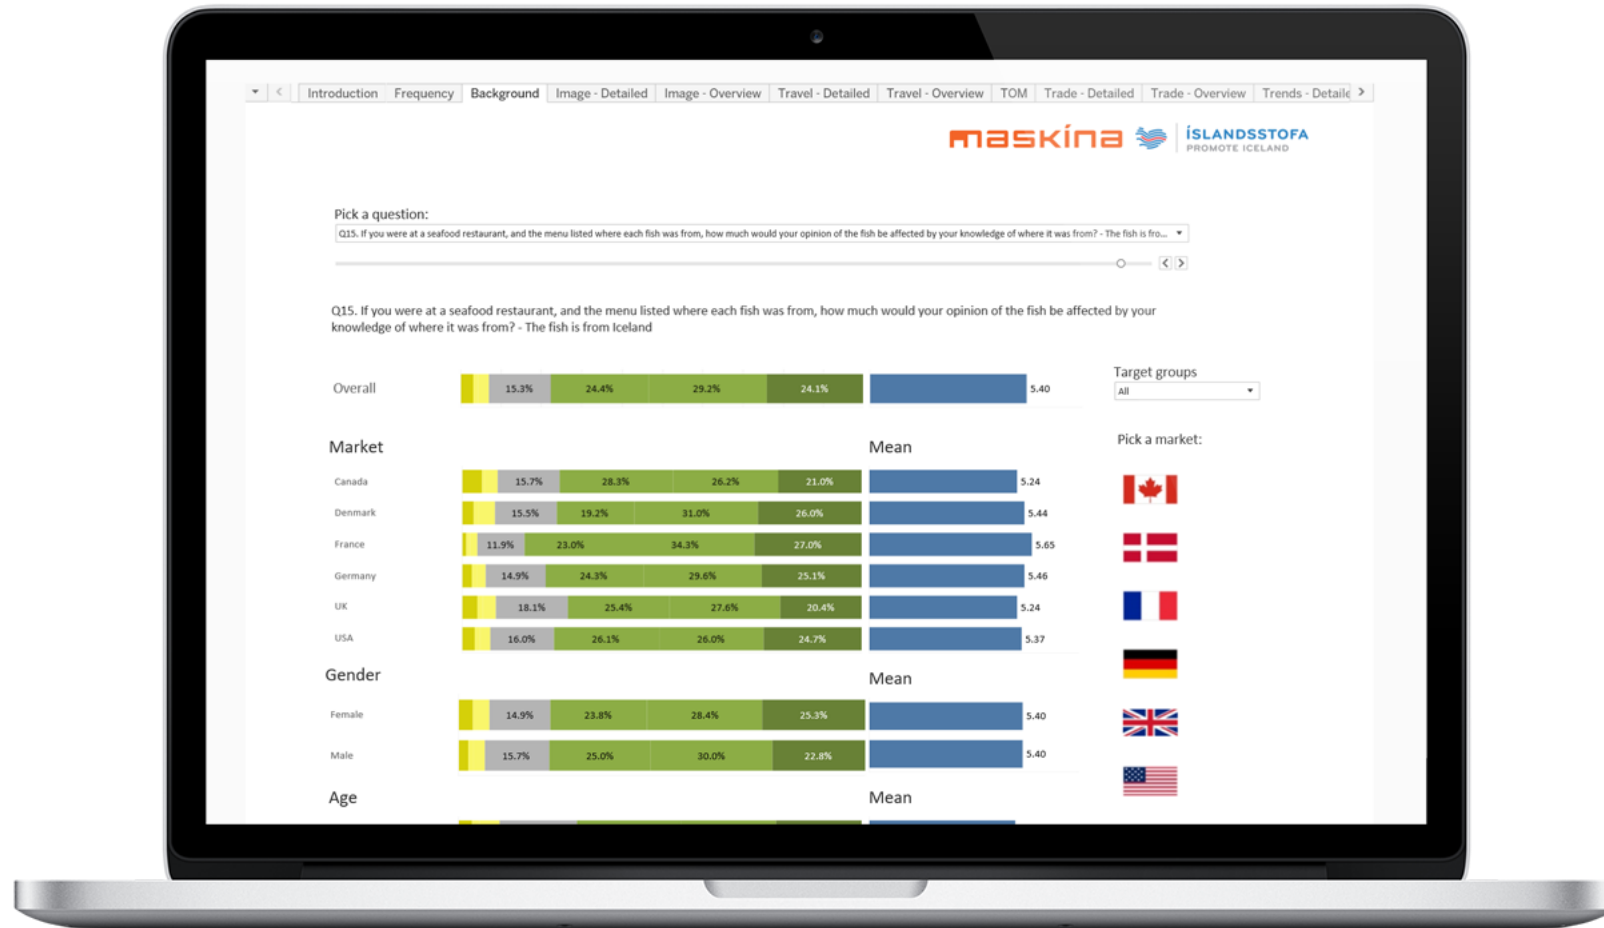 Introduction Frequency Background Image - Detailed Image - Overview Travel - Detailed Travel - Overview TOM Trade - Detailed Trade - Overview Trends - Detaile
maskína ÍSLANDSSTOFA
PROMOTE ICELAND
Pick a question:
Q15. If you were at a seafood restaurant, and the menu listed where each fish was from, how much would your opinion of the fish be affected by your knowledge of where it was from? - The fish is fro...
Q15. If you were at a seafood restaurant, and the menu listed where each fish was from, how much would your opinion of the fish be affected by your
knowledge of where it was from? - The fish is from Iceland
Target groups
All
Overall 15.3% 24.4% 29.2% 24.1% 5.40
Pick a market:
Market Mean
Canada 15.7% 28.3% 26.2% 21.0% 5.24
Denmark 15.5% 19.2% 31.0% 26.0% 5.44
France 11.9% 23.0% 34.3% 27.0% 5.65
Germany 14.9% 24.3% 29.6% 25.1% 5.46
UK 18.1% 25.4% 27.6% 20.4% 5.24
USA 16.0% 26.1% 26.0% 24.7% 5.37
Gender Mean
Female 14.9% 23.8% 28.4% 25.3% 5.40
Male 15.7% 25.0% 30.0% 22.8% 5.40
Age Mean